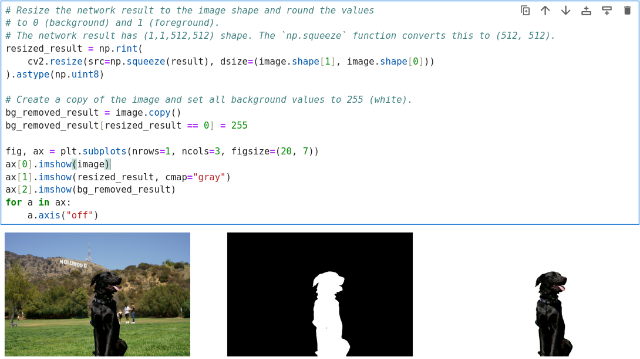 # Resize the network result to the image shape and round the values
# to 0 (background) and 1 (foreground).
# The network result has (1,1,512,512) shape. The `np.squeeze` function converts this to (512, 512).
resized_result = np.rint(
    cv2.resize(src=np.squeeze(result), dsize=(image.shape[1], image.shape[0]))
).astype(np.uint8)

# Create a copy of the image and set all background values to 255 (white).
bg_removed_result = image.copy()
bg_removed_result[resized_result == 0] = 255

fig, ax = plt.subplots(nrows=1, ncols=3, figsize=(20, 7))
ax[0].imshow(image)
ax[1].imshow(resized_result, cmap="gray")
ax[2].imshow(bg_removed_result)
for a in ax:
    a.axis("off")
HOLLYWOOD